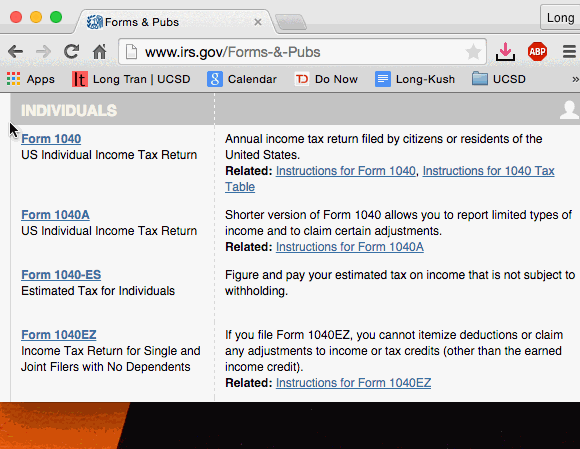 Long
Forms & Pubs
www.irs.gov/Forms-&-Pubs
ABP
Apps
lt Long Tran | UCSD
8 Calendar
TD Do Now
Long-Kush
UCSD
»
INDIVIDUALS
Form 1040
US Individual Income Tax Return
Annual income tax return filed by citizens or residents of the
United States.
Related: Instructions for Form 1040, Instructions for 1040 Tax
Table
Form 1040A
US Individual Income Tax Return
Shorter version of Form 1040 allows you to report limited types of
income and to claim certain adjustments.
Related: Instructions for Form 1040A
Form 1040-ES
Estimated Tax for Individuals
Figure and pay your estimated tax on income that is not subject to
withholding.
Form 1040EZ
Income Tax Return for Single and
Joint Filers with No Dependents
If you file Form 1040EZ, you cannot itemize deductions or claim
any adjustments to income or tax credits (other than the earned
income credit).
Related: Instructions for Form 1040EZ